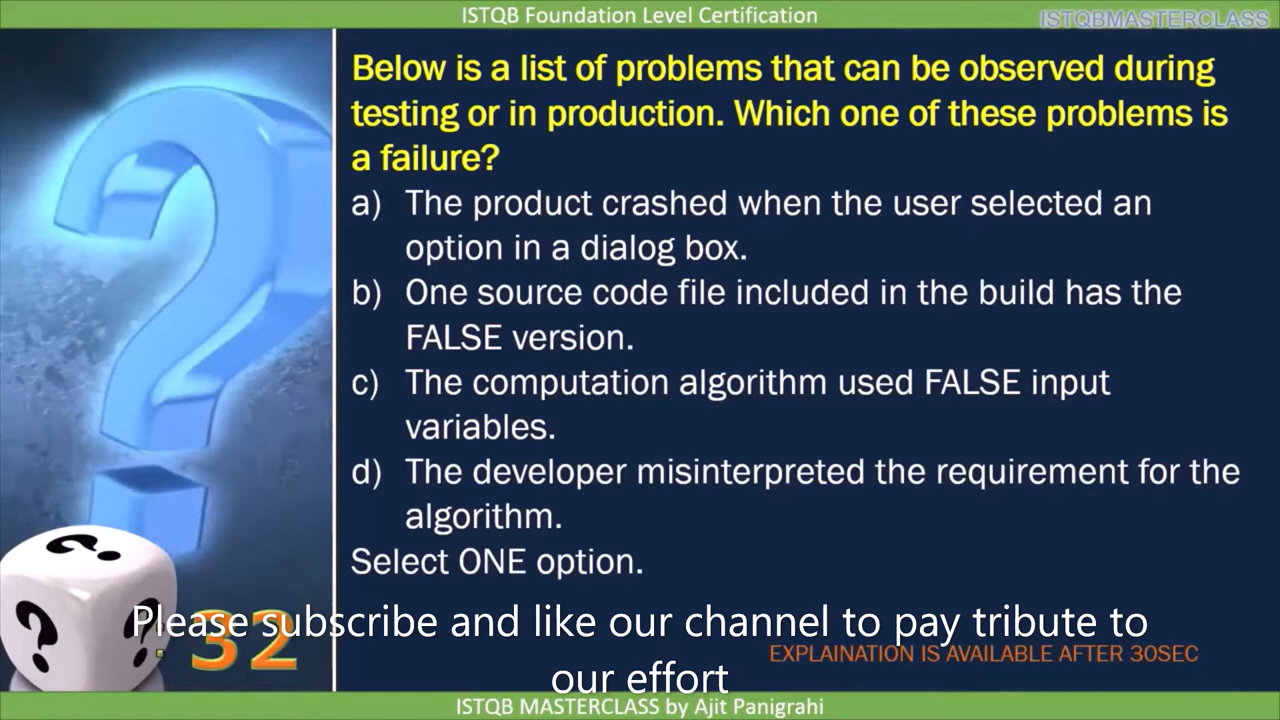 ISTQB Foundation Level Certification
ISTQBMASTERCLASS
Below is a list of problems that can be observed during
testing or in production. Which one of these problems is
a failure?
a) The product crashed when the user selected an
option in a dialog box.
b) One source code file included in the build has the
FALSE version.
c) The computation algorithm used FALSE input
variables.
d) The developer misinterpreted the requirement for the
algorithm.
Select ONE option.
: 32
Please subscribe and like our channel to pay tribute to
our effort
EXPLAINATION IS AVAILABLE AFTER 30SEC
ISTQB MASTERCLASS by Ajit Panigrahi